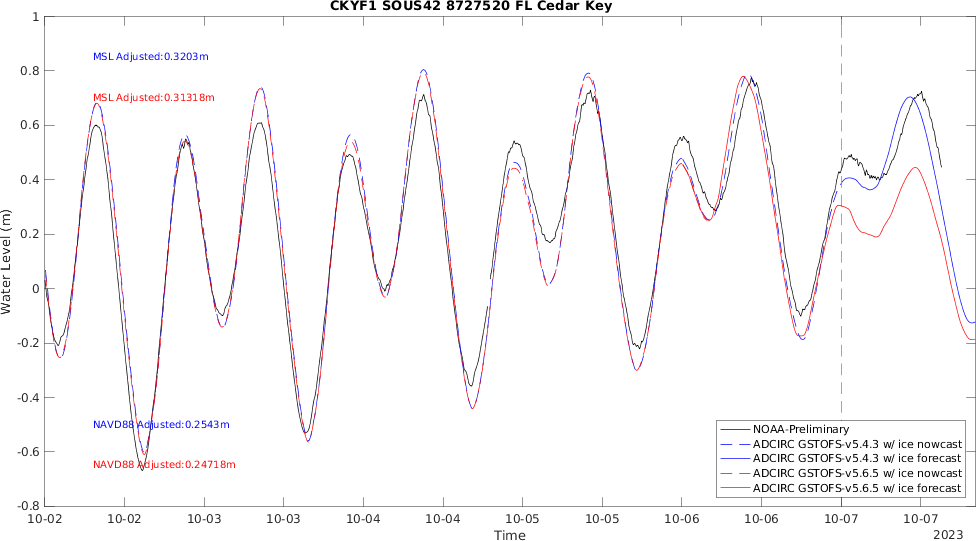 CKYF1 SOUS42 8727520 FL Cedar Key
1
0.8
0.6
0.4
0.2
0
-0.2
-0.4
-0.6
-0.8
Water Level (m)
MSL Adjusted:0.3203m
MSL Adjusted:0.31318m
NAVD88 Adjusted:0.2543m
NAVD88 Adjusted:0.24718m
NOAA-Preliminary
ADCIRC GSTOFS-v5.4.3 w/ ice nowcast
ADCIRC GSTOFS-v5.4.3 w/ ice forecast
ADCIRC GSTOFS-v5.6.5 w/ ice nowcast
ADCIRC GSTOFS-v5.6.5 w/ ice forecast
10-02 10-02 10-03 10-03 10-04 10-04 10-05 10-05 10-06 10-06 10-07 10-07
Time
2023